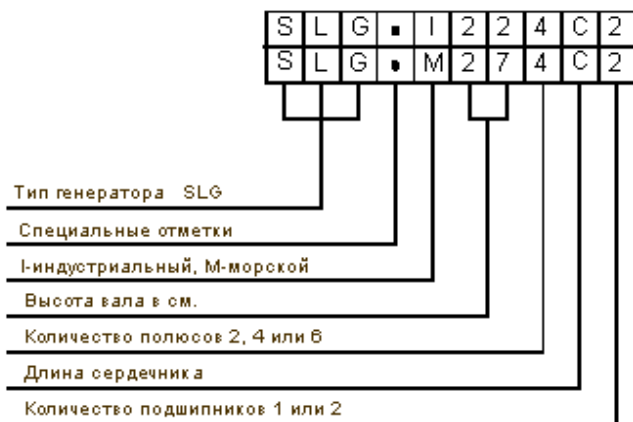 S L G . I 2 2 4 C 2
S L G . M 2 7 4 C 2
Тип генератора SLG
Специальные отметки
I-индустриальный, М-морской
Высота вала в см.
Количество полюсов 2, 4 или 6
Длина сердечника
Количество подшипников 1 или 2